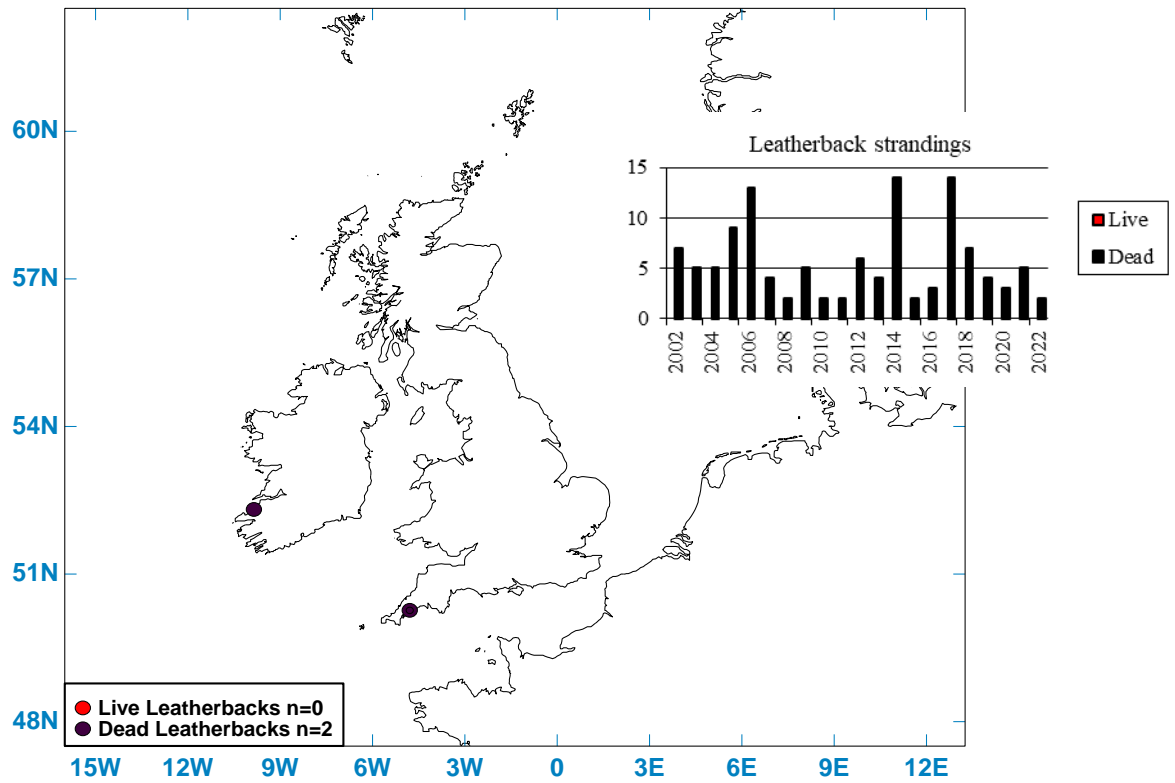 60N
57N
54N
51N
48N
15W 12W 9W 6W 3W 0 3E 6E 9E 12E
Leatherback strandings
15
10
5
0
2002 2004 2006 2008 2010 2012 2014 2016 2018 2020 2022
Live
Dead
Live Leatherbacks n=0
Dead Leatherbacks n=2